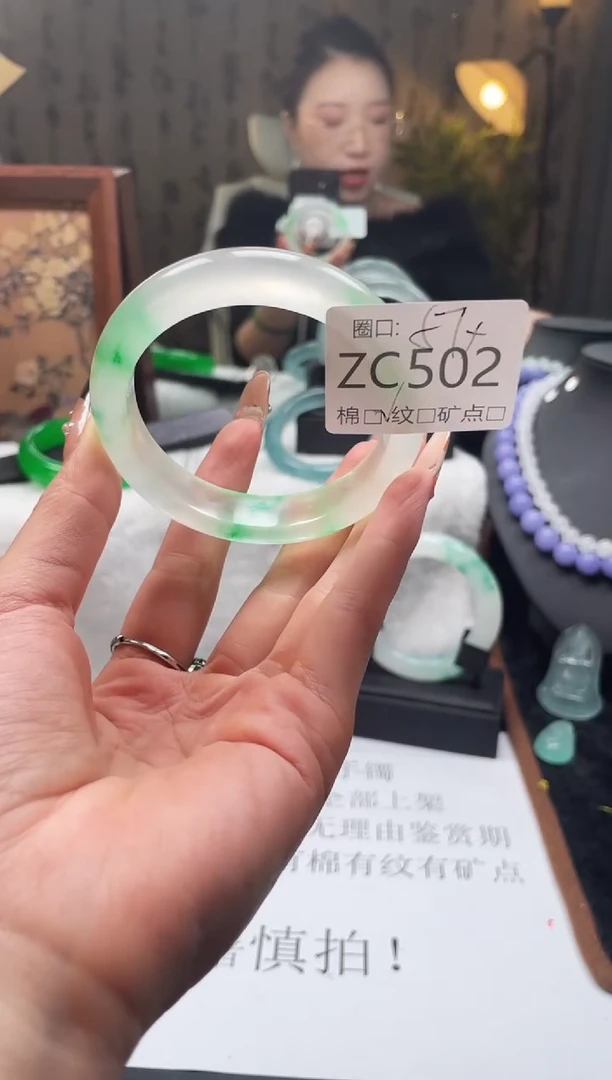 圈口: 57+
ZC502
棉□✓纹□矿点□
手镯
全部上架
无理由鉴赏期
有棉有纹有矿点
慎拍!